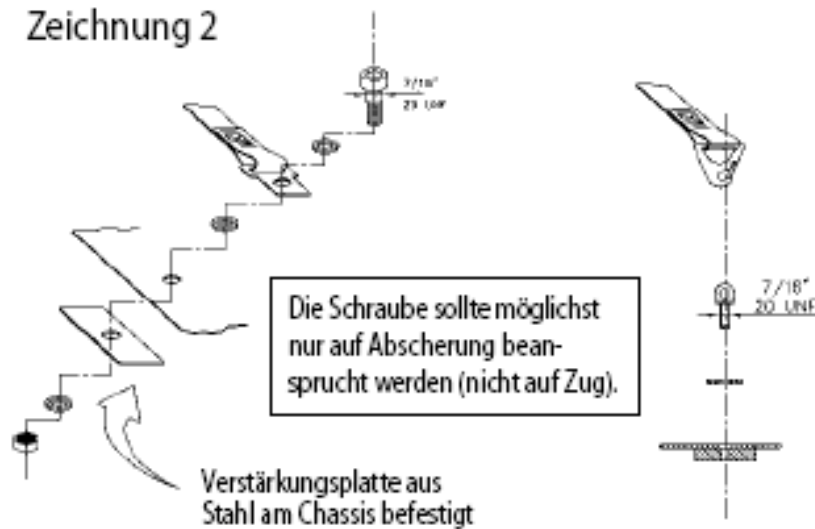 Zeichnung 2
7/16"
20 UNF
Die Schraube sollte möglichst
nur auf Abscherung bean-
sprucht werden (nicht auf Zug).
7/16"
20 UNF
Verstärkungsplatte aus
Stahl am Chassis befestigt